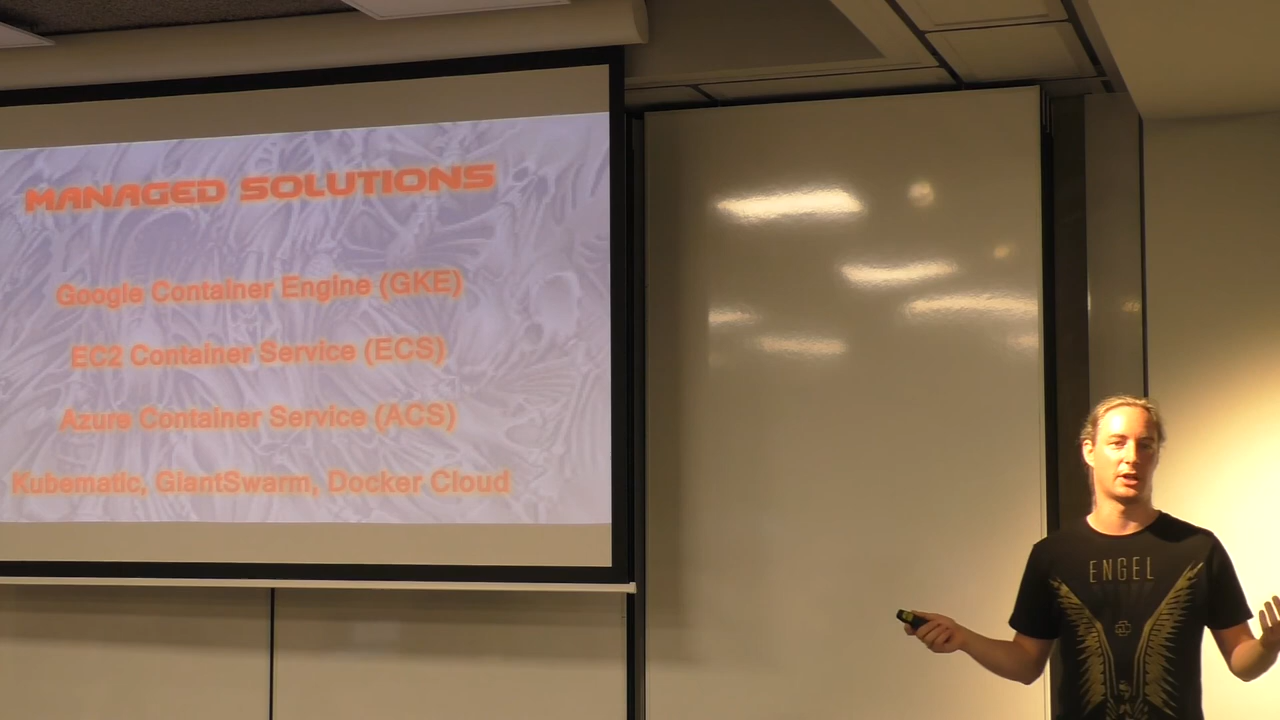 MANAGED SOLUTIONS
Google Container Engine (GKE)
EC2 Container Service (ECS)
Azure Container Service (ACS)
Kubematic, GiantSwarm, Docker Cloud
ENGEL